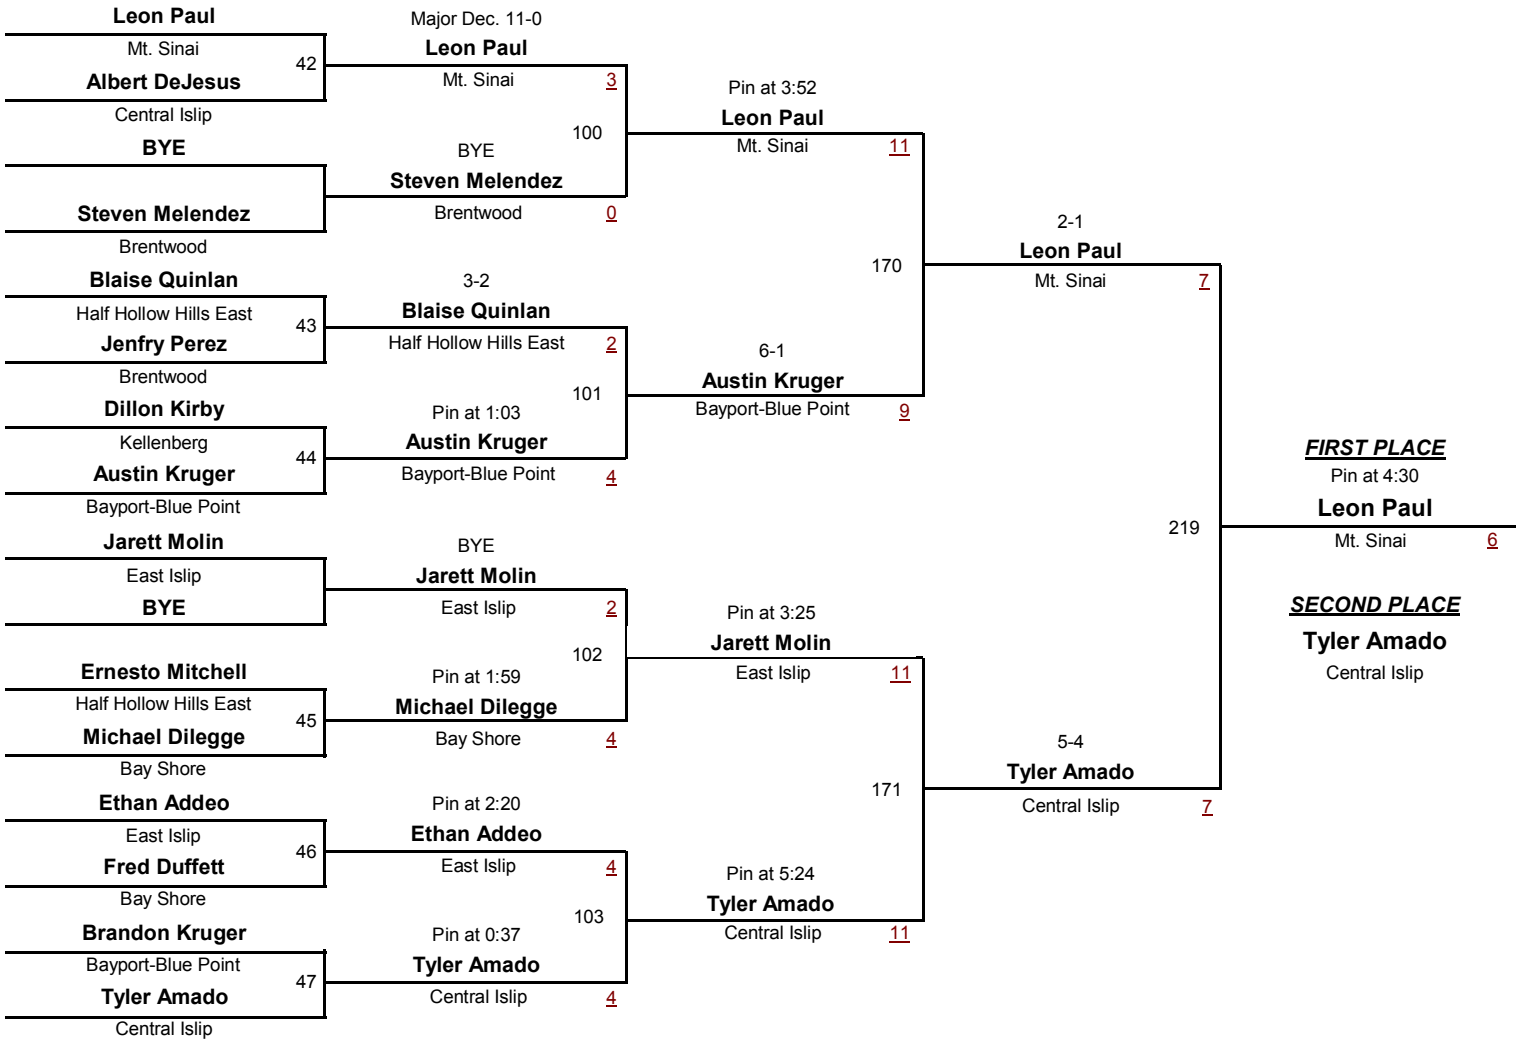 Leon Paul
Mt. Sinai
42
Albert DeJesus
Central Islip
BYE
Steven Melendez
Brentwood
Blaise Quinlan
Half Hollow Hills East
43
Jenfry Perez
Brentwood
Dillon Kirby
Kellenberg
44
Austin Kruger
Bayport-Blue Point
Jarett Molin
East Islip
BYE
Ernesto Mitchell
Half Hollow Hills East
45
Michael Dilegge
Bay Shore
Ethan Addeo
East Islip
46
Fred Duffett
Bay Shore
Brandon Kruger
Bayport-Blue Point
47
Tyler Amado
Central Islip
Major Dec. 11-0
Leon Paul
Mt. Sinai 3
100
BYE
Steven Melendez
Brentwood 0
3-2
Blaise Quinlan
Half Hollow Hills East 2
101
Pin at 1:03
Austin Kruger
Bayport-Blue Point 4
BYE
Jarett Molin
East Islip 2
102
Pin at 1:59
Michael Dilegge
Bay Shore 4
Pin at 2:20
Ethan Addeo
East Islip 4
103
Pin at 0:37
Tyler Amado
Central Islip 4
Pin at 3:52
Leon Paul
Mt. Sinai 11
170
6-1
Austin Kruger
Bayport-Blue Point 9
Pin at 3:25
Jarett Molin
East Islip 11
171
Pin at 5:24
Tyler Amado
Central Islip 11
2-1
Leon Paul
Mt. Sinai 7
219
5-4
Tyler Amado
Central Islip 7
FIRST PLACE
Pin at 4:30
Leon Paul
Mt. Sinai 6
SECOND PLACE
Tyler Amado
Central Islip